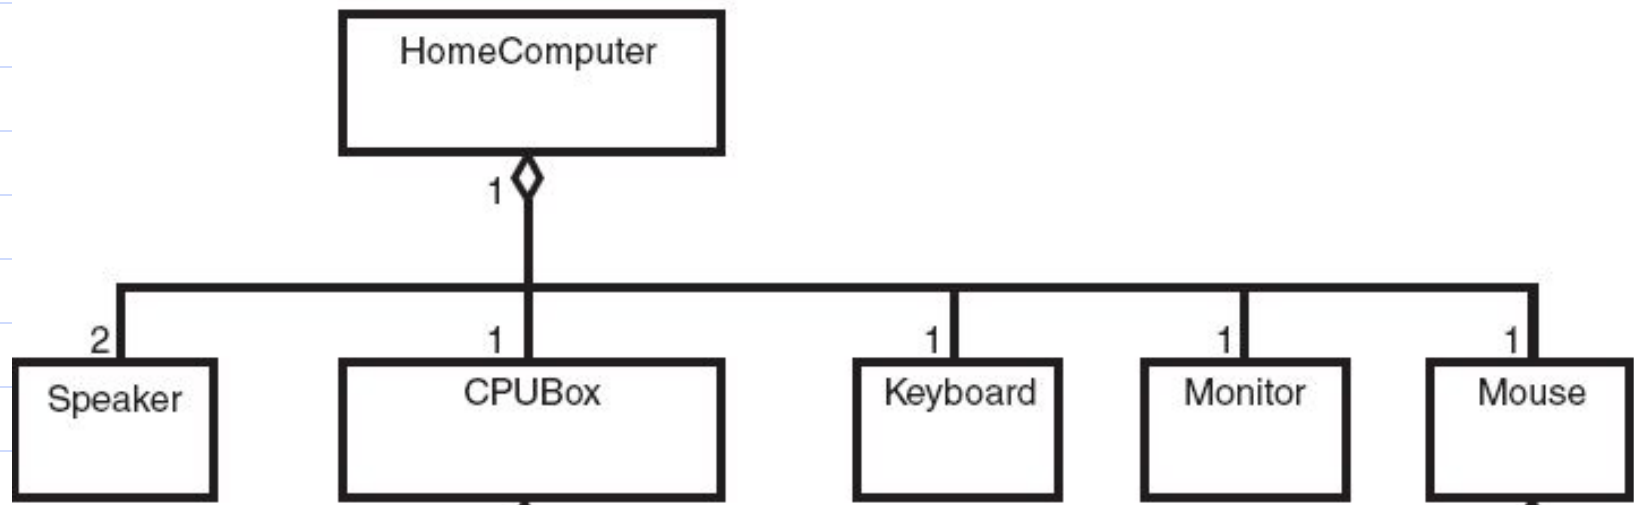 HomeComputer
1
2
1
1
1
1
Speaker
CPUBox
Keyboard
Monitor
Mouse